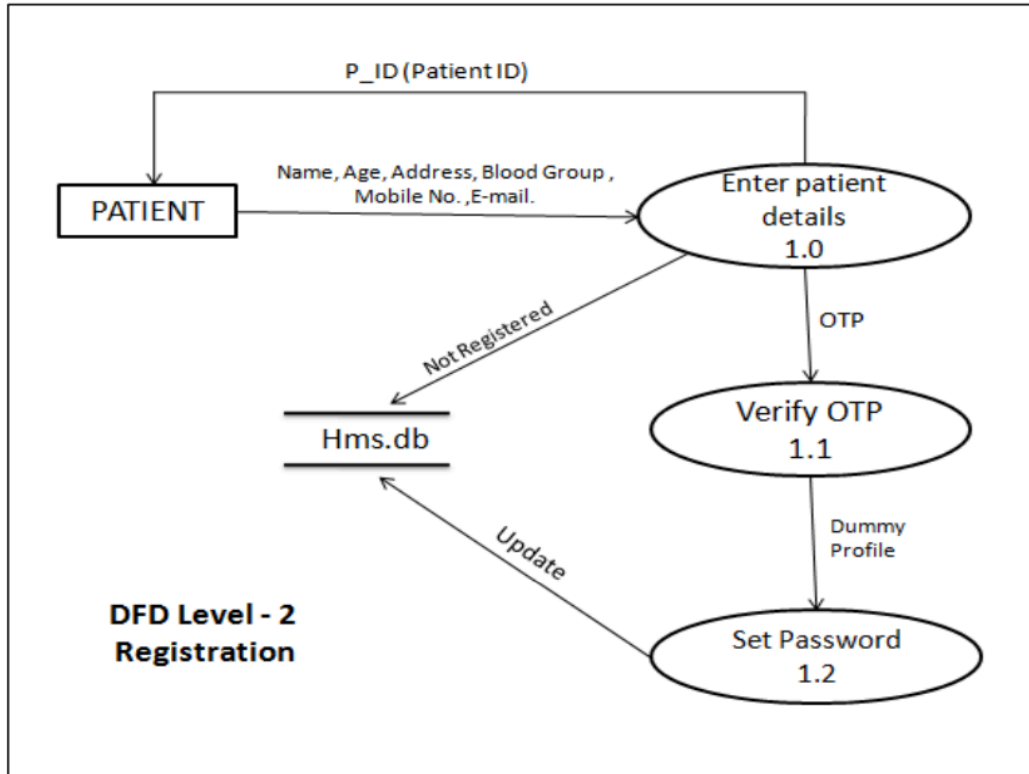 P_ID (Patient ID)
Name, Age, Address, Blood Group ,
Mobile No. ,E-mail.
PATIENT
Enter patient
details
1.0
Not Registered
OTP
Hms.db
Verify OTP
1.1
Update
Dummy
Profile
DFD Level - 2
Registration
Set Password
1.2